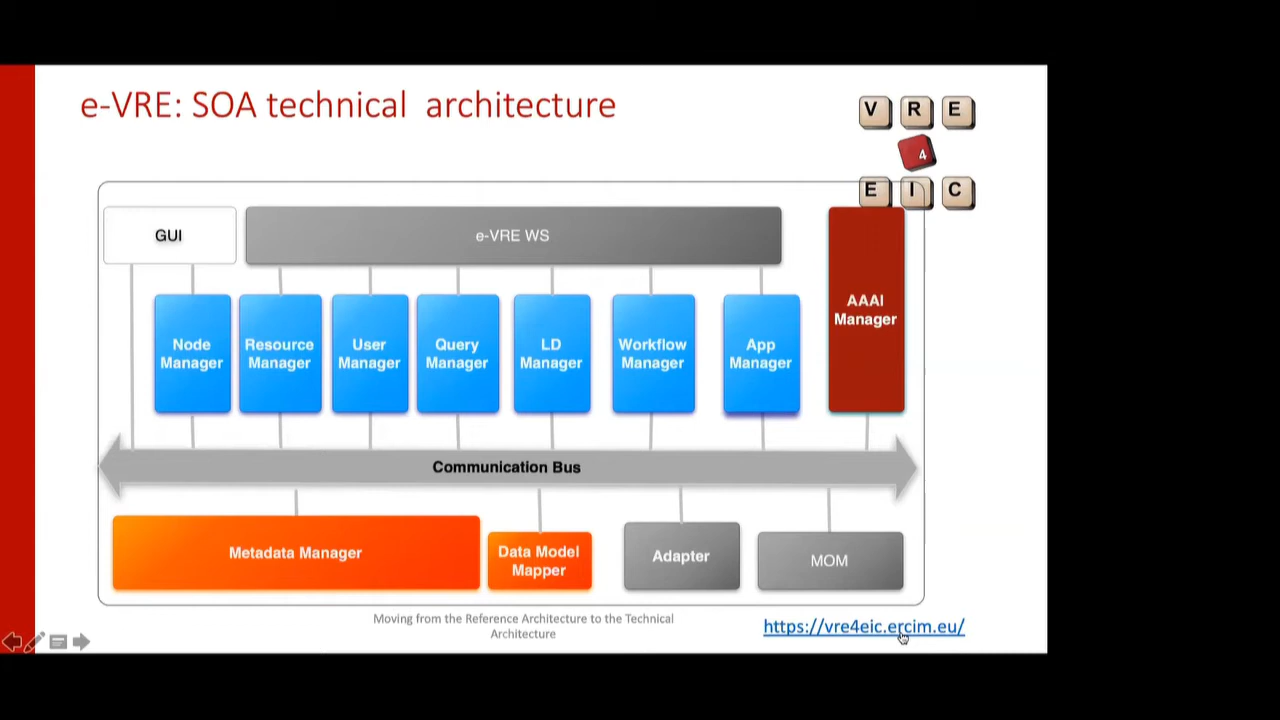 e-VRE: SOA technical architecture
V R E
4
E I C
GUI
e-VRE WS
AAAI
Manager
Node
Manager
Resource
Manager
User
Manager
Query
Manager
LD
Manager
Workflow
Manager
App
Manager
Communication Bus
Metadata Manager
Data Model
Mapper
Adapter
MOM
Moving from the Reference Architecture to the Technical
Architecture
https://vre4eic.ercim.eu/